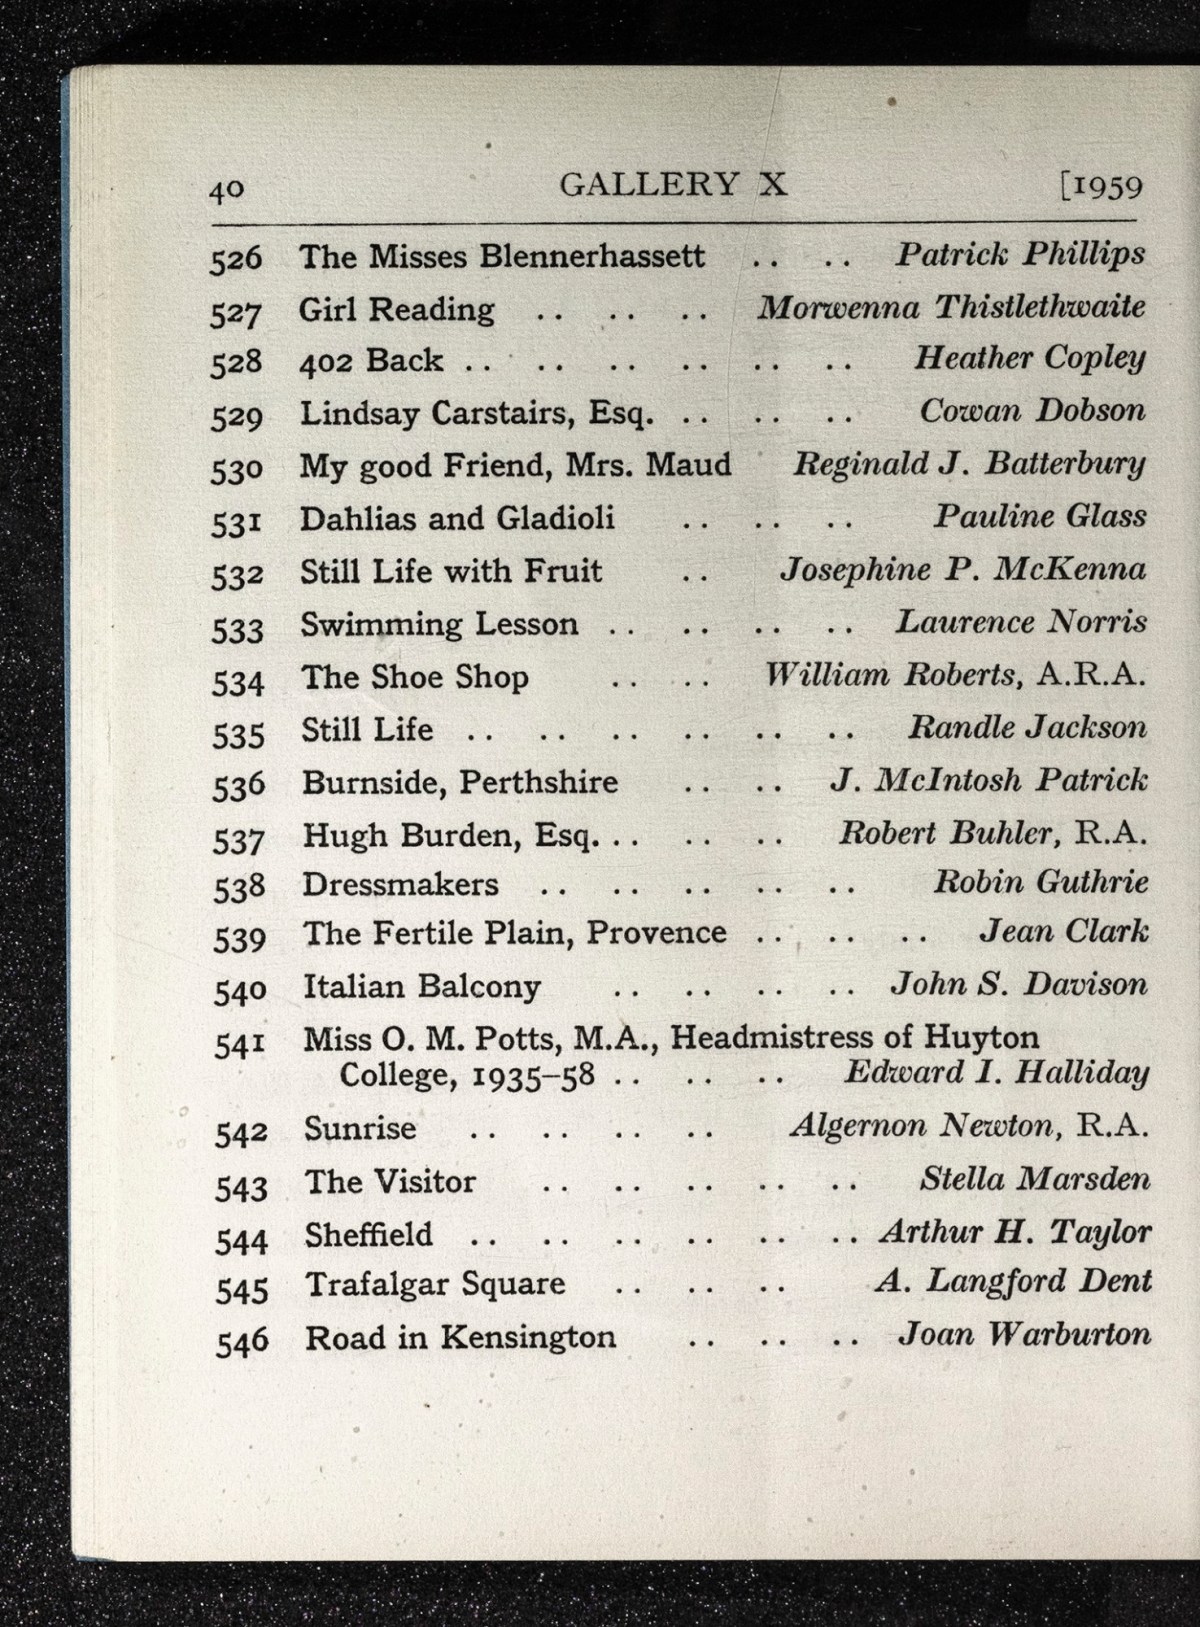 40 GALLERY X [1959
526 The Misses Blennerhassett .. .. Patrick Phillips
527 Girl Reading .. .. .. Morwenna Thistlethwaite
528 402 Back .. .. .. .. .. .. Heather Copley
529 Lindsay Carstairs, Esq. .. .. .. Cowan Dobson
530 My good Friend, Mrs. Maud Reginald J. Batterbury
531 Dahlias and Gladioli .. .. .. Pauline Glass
532 Still Life with Fruit .. Josephine P. McKenna
533 Swimming Lesson .. .. .. .. Laurence Norris
534 The Shoe Shop .. .. William Roberts, A.R.A.
535 Still Life .. .. .. .. .. .. Randle Jackson
536 Burnside, Perthshire .. .. J. McIntosh Patrick
537 Hugh Burden, Esq. .. .. .. Robert Buhler, R.A.
538 Dressmakers .. .. .. .. .. Robin Guthrie
539 The Fertile Plain, Provence .. .. .. Jean Clark
540 Italian Balcony .. .. .. .. John S. Davison
541 Miss O. M. Potts, M.A., Headmistress of Huyton
College, 1935–58 .. .. .. Edward I. Halliday
542 Sunrise .. .. .. .. Algernon Newton, R.A.
543 The Visitor .. .. .. .. .. Stella Marsden
544 Sheffield .. .. .. .. .. .. Arthur H. Taylor
545 Trafalgar Square .. .. .. A. Langford Dent
546 Road in Kensington .. .. .. Joan Warburton